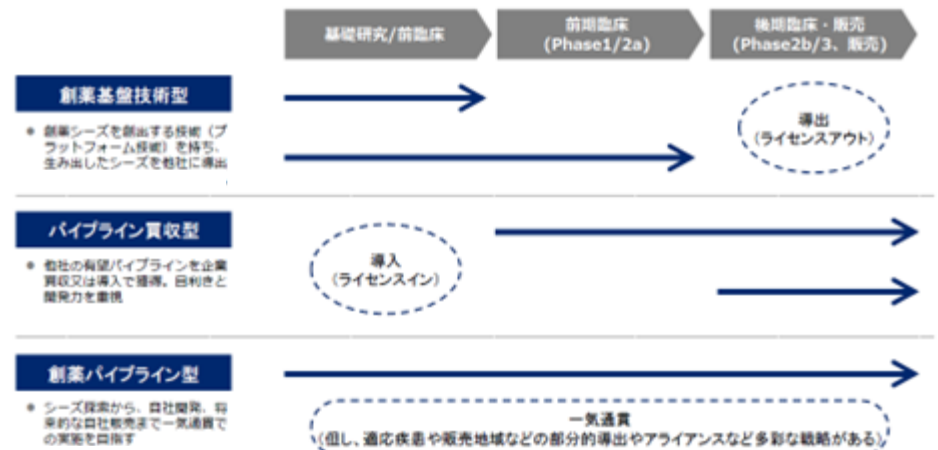 基礎研究/前臨床
前期臨床
(Phase1/2a)
後期臨床・販売
(Phase2b/3、販売)
創薬基盤技術型
● 創薬シーズを創出する技術（プ
ラットフォーム技術）を持ち、
生み出したシーズを他社に導出
導出
(ライセンスアウト)
パイプライン買収型
● 他社の有望パイプラインを企業
買収又は導入で獲得。目利きと
開発力を重視
導入
(ライセンスイン)
創薬パイプライン型
● シーズ探索から、自社開発、将
来的な自社販売まで一気通貫で
の実施を目指す
一気通貫
(但し、適応疾患や販売地域などの部分的導出やアライアンスなど多彩な戦略がある)